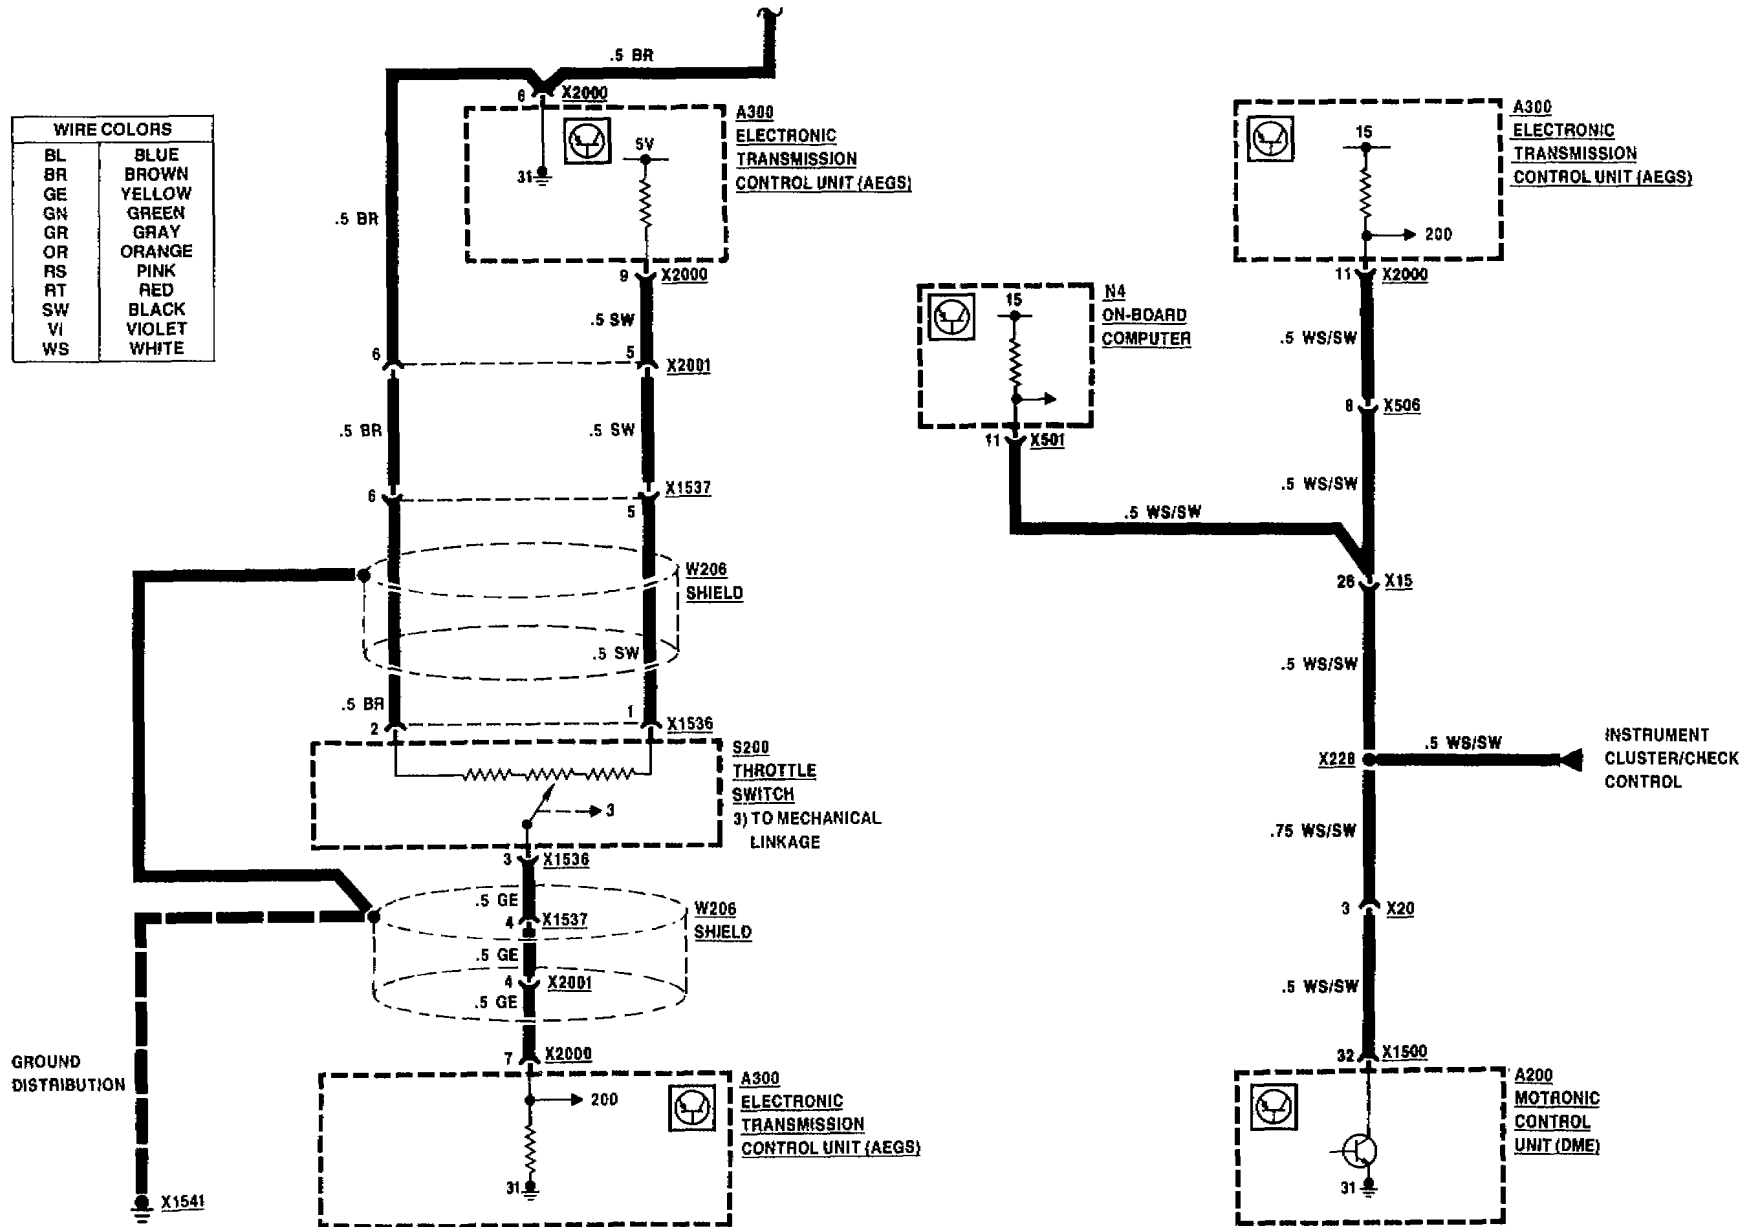 WIRE COLORS
BL BLUE
BR BROWN
GE YELLOW
GN GREEN
GR GRAY
OR ORANGE
RS PINK
RT RED
SW BLACK
VI VIOLET
WS WHITE
.5 BR
6 X2000
A300
ELECTRONIC
TRANSMISSION
CONTROL UNIT (AEGS)
5V
31
.5 BR
9 X2000
.5 SW
6
5
X2001
.5 BR
.5 SW
6
X1537
5
W206
SHIELD
.5 SW
.5 BR
2
1
X1536
S200
THROTTLE
SWITCH
3) TO MECHANICAL
LINKAGE
3
3 X1536
.5 GE
4 X1537
W206
SHIELD
.5 GE
4 X2001
.5 GE
7 X2000
A300
ELECTRONIC
TRANSMISSION
CONTROL UNIT (AEGS)
200
31
GROUND
DISTRIBUTION
X1541
A300
ELECTRONIC
TRANSMISSION
CONTROL UNIT (AEGS)
15
200
11 X2000
N4
ON-BOARD
COMPUTER
15
11 X501
.5 WS/SW
8 X506
.5 WS/SW
.5 WS/SW
26 X15
.5 WS/SW
X228
.5 WS/SW
INSTRUMENT
CLUSTER/CHECK
CONTROL
.75 WS/SW
3 X20
.5 WS/SW
32 X1500
A200
MOTRONIC
CONTROL
UNIT (DME)
31